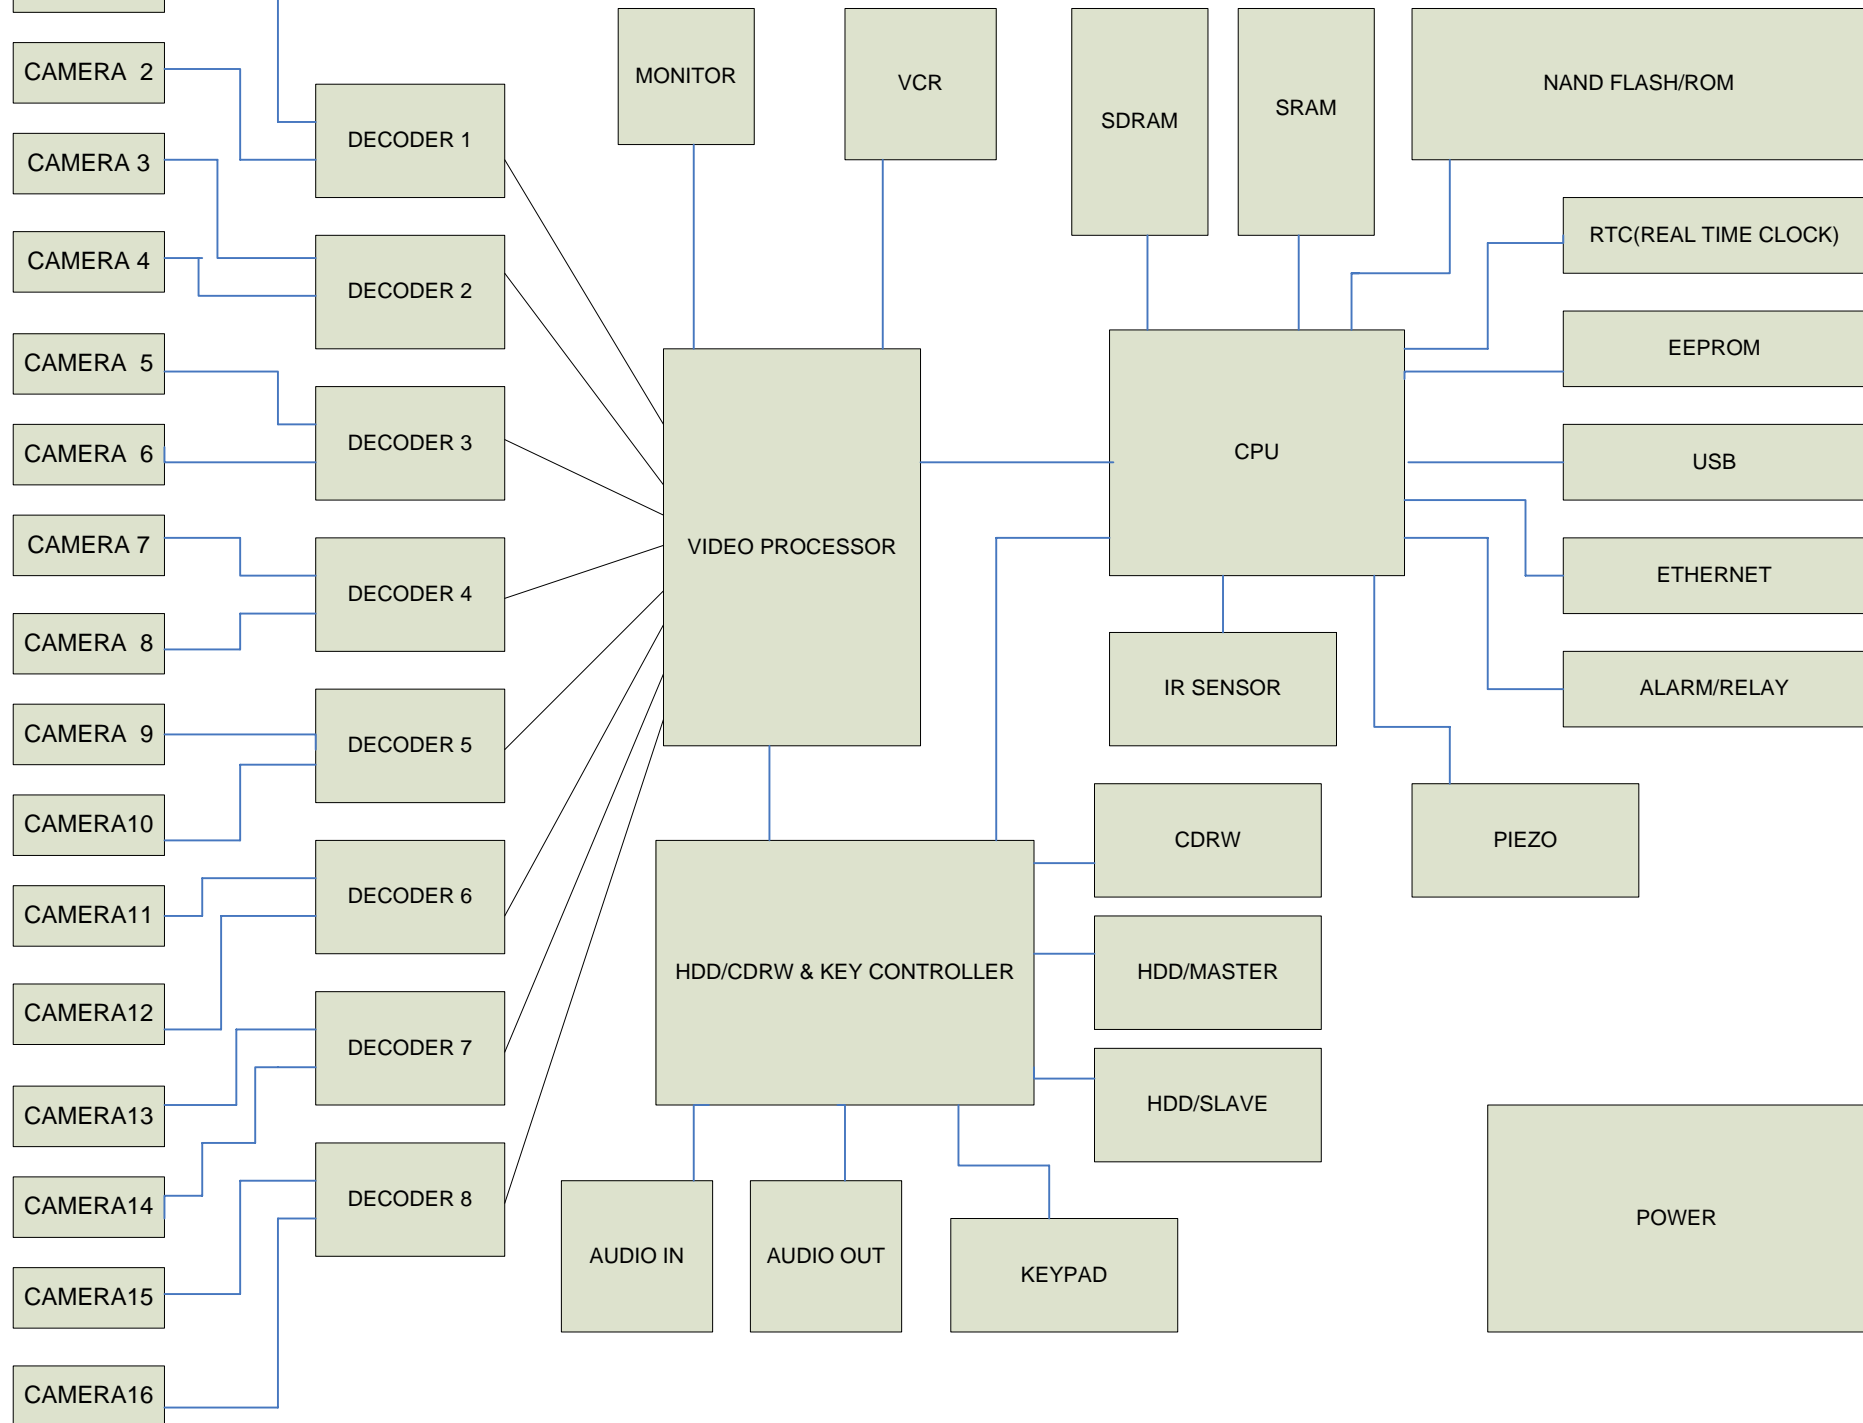 CAMERA  2
CAMERA 3
CAMERA 4
CAMERA  5
CAMERA  6
CAMERA 7
CAMERA  8
CAMERA  9
CAMERA10
CAMERA11
CAMERA12
CAMERA13
CAMERA14
CAMERA15
CAMERA16
DECODER 1
DECODER 2
DECODER 3
DECODER 4
DECODER 5
DECODER 6
DECODER 7
DECODER 8
MONITOR
VCR
VIDEO PROCESSOR
HDD/CDRW & KEY CONTROLLER
AUDIO IN
AUDIO OUT
KEYPAD
SDRAM
SRAM
NAND FLASH/ROM
CPU
RTC(REAL TIME CLOCK)
EEPROM
USB
ETHERNET
ALARM/RELAY
IR SENSOR
PIEZO
CDRW
HDD/MASTER
HDD/SLAVE
POWER